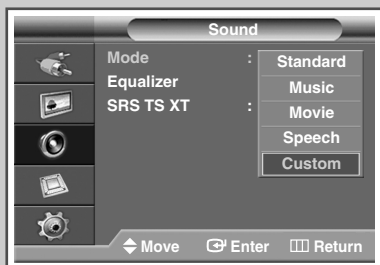 Sound
Mode : Standard
Equalizer Music
SRS TS XT : Movie
Speech
Custom
Move Enter Return